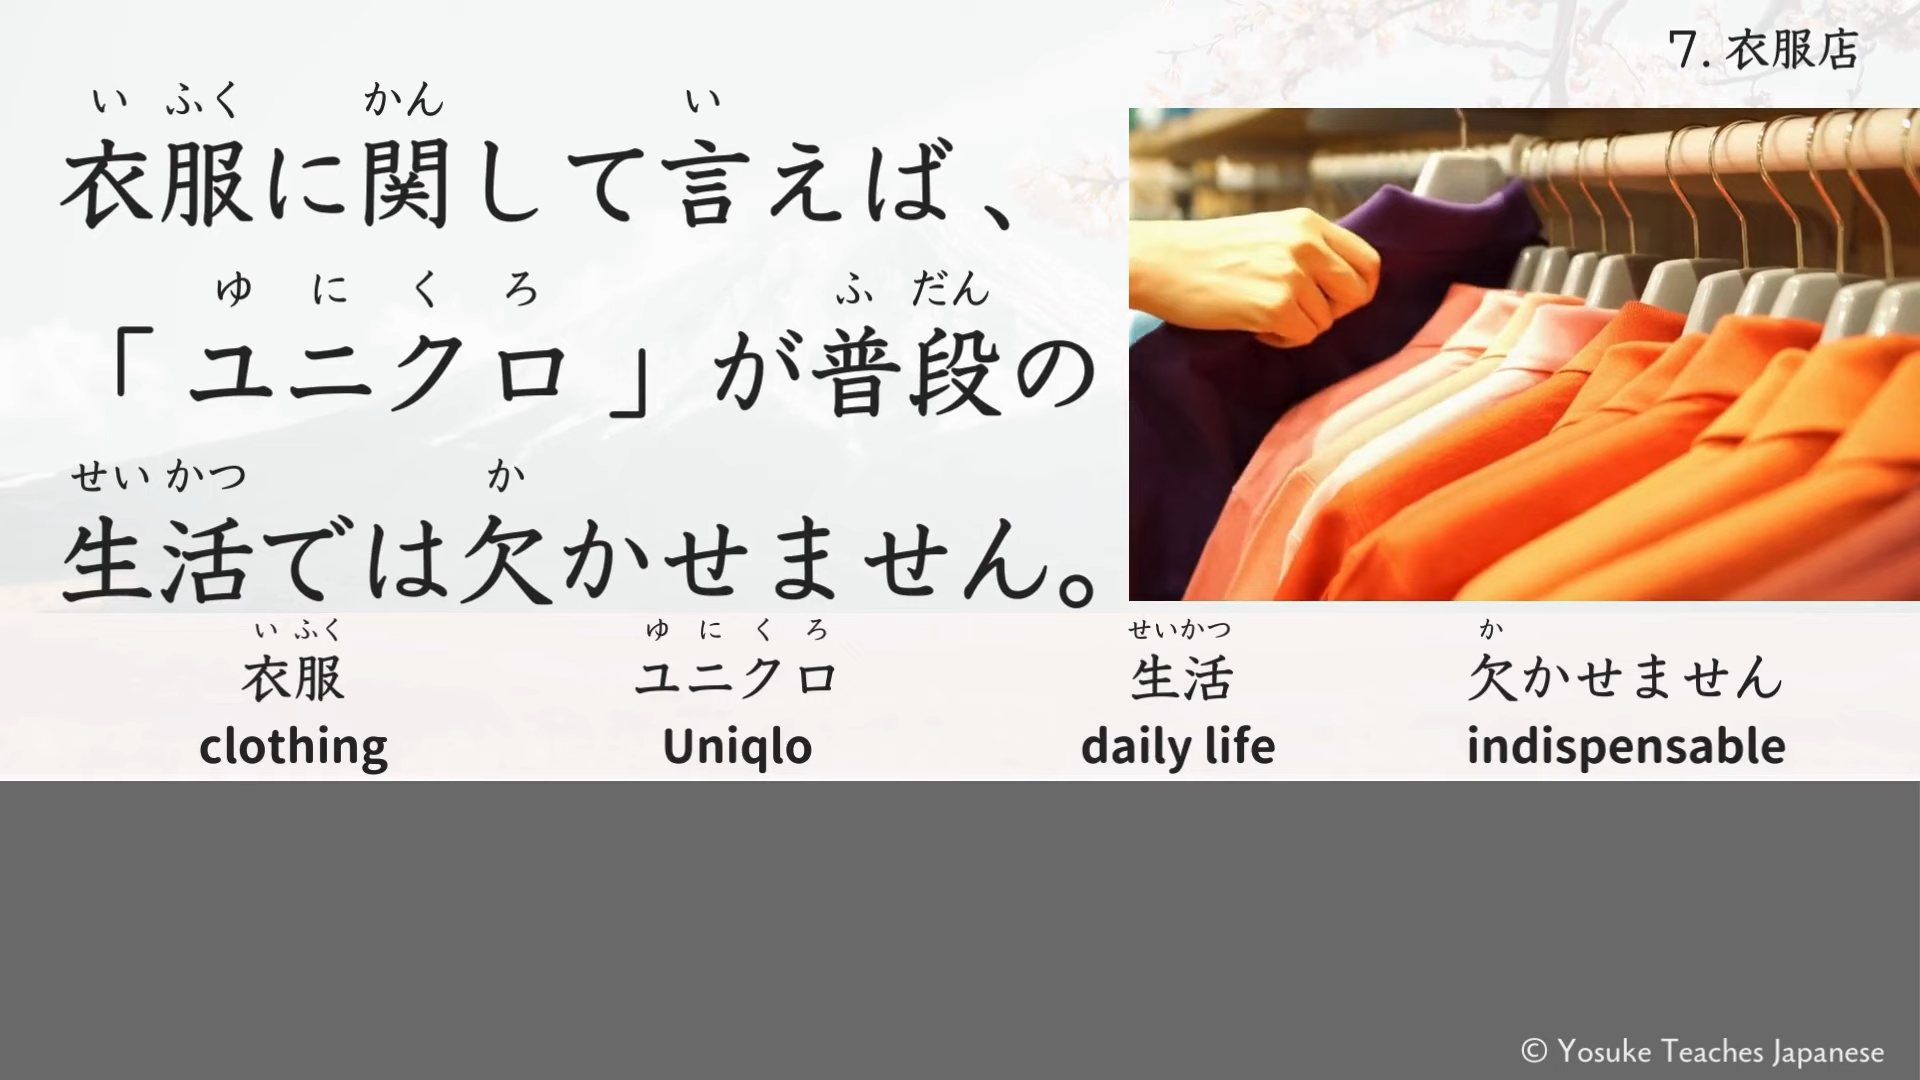 7. 衣服店
い ふく かん い
衣服に関して言えば、
ゆ に く ろ ふ だん
「ユニクロ」が普段の
せい かつ か
生活では欠かせません。
い ふく ゆ に く ろ せいかつ か
衣服 ユニクロ 生活 欠かせません
clothing Uniqlo daily life indispensable
© Yosuke Teaches Japanese